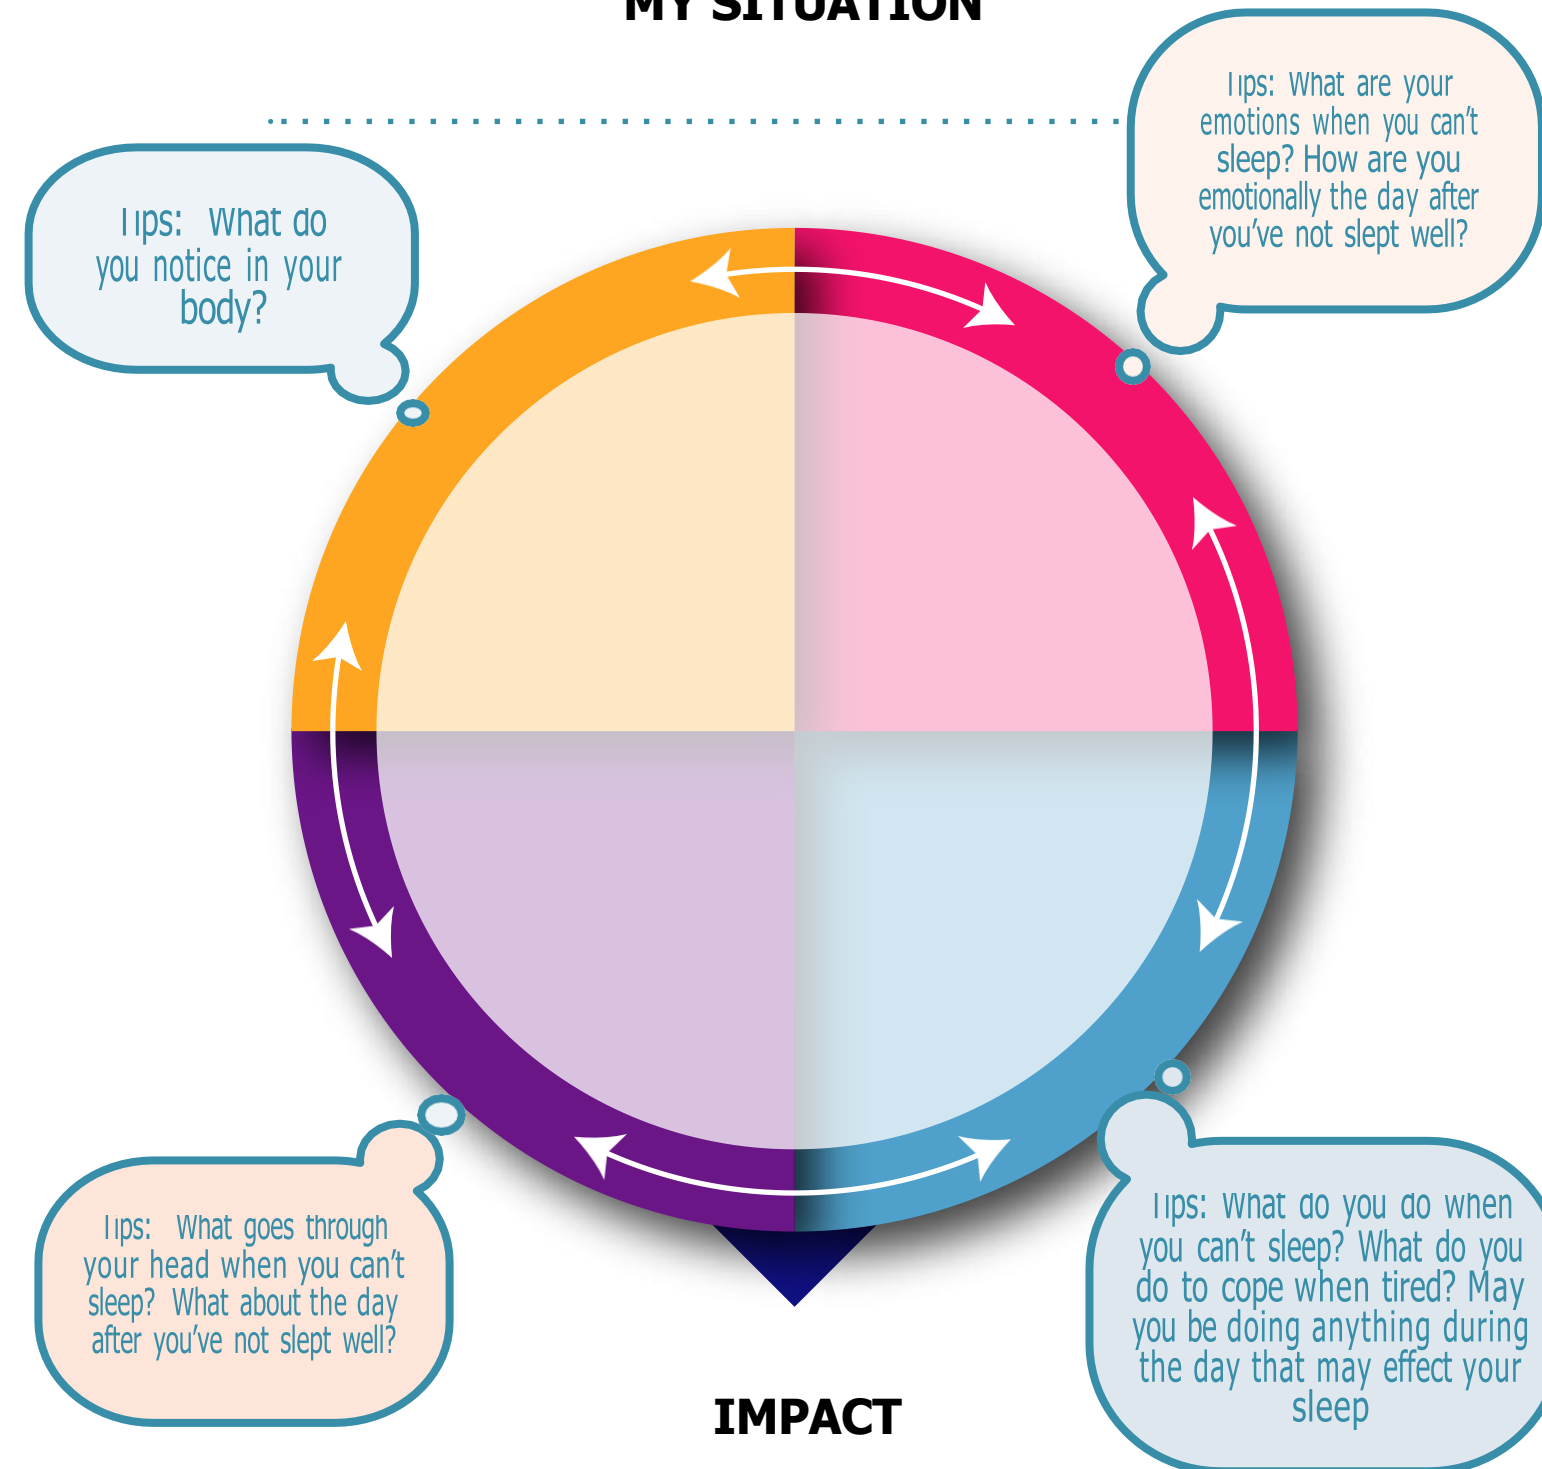 MY SITUATION
Tips: What are your
emotions when you can't
sleep? How are you
emotionally the day after
you've not slept well?
Tips: What do
you notice in your
body?
Tips: What goes through
your head when you can't
sleep? What about the day
after you've not slept well?
Tips: What do you do when
you can't sleep? What do you
do to cope when tired? May
you be doing anything during
the day that may effect your
sleep
IMPACT